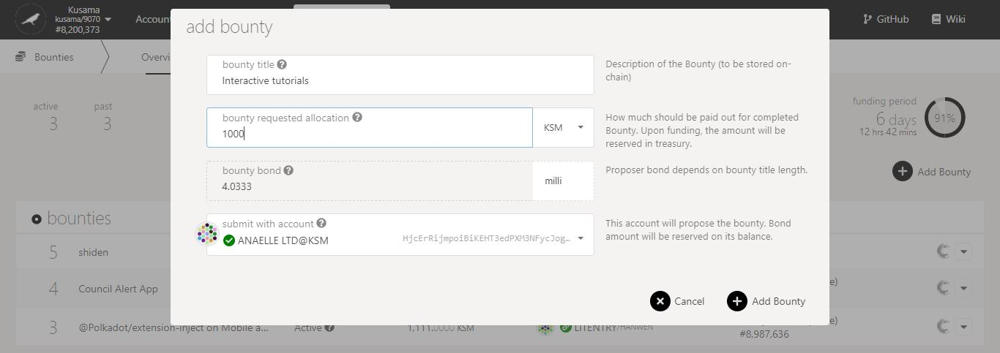 Kusama
kusama/9070
#8,200,373
Account
GitHub
Wiki
Bounties
Overvi
active
3
past
3
funding period
6 days
12 hrs 42 mins
91%
Add Bounty
add bounty
bounty title
Interactive tutorials
Description of the Bounty (to be stored on-
chain)
bounty requested allocation
1000
KSM
How much should be paid out for completed
Bounty. Upon funding, the amount will be
reserved in treasury.
bounty bond
4.0333
milli
Proposer bond depends on bounty title length.
submit with account
ANAELLE LTD@KSM
HjcErRijmpoiBiKEHT3edPXM3NFycJog…
This account will propose the bounty. Bond
amount will be reserved on its balance.
Cancel
Add Bounty
bounties
5 shiden
4 Council Alert App
e)
3 @Polkadot/extension-inject on Mobile a… Active 1,111.0000 KSM LITENTRY/HANWEN
e)
#8,987,636